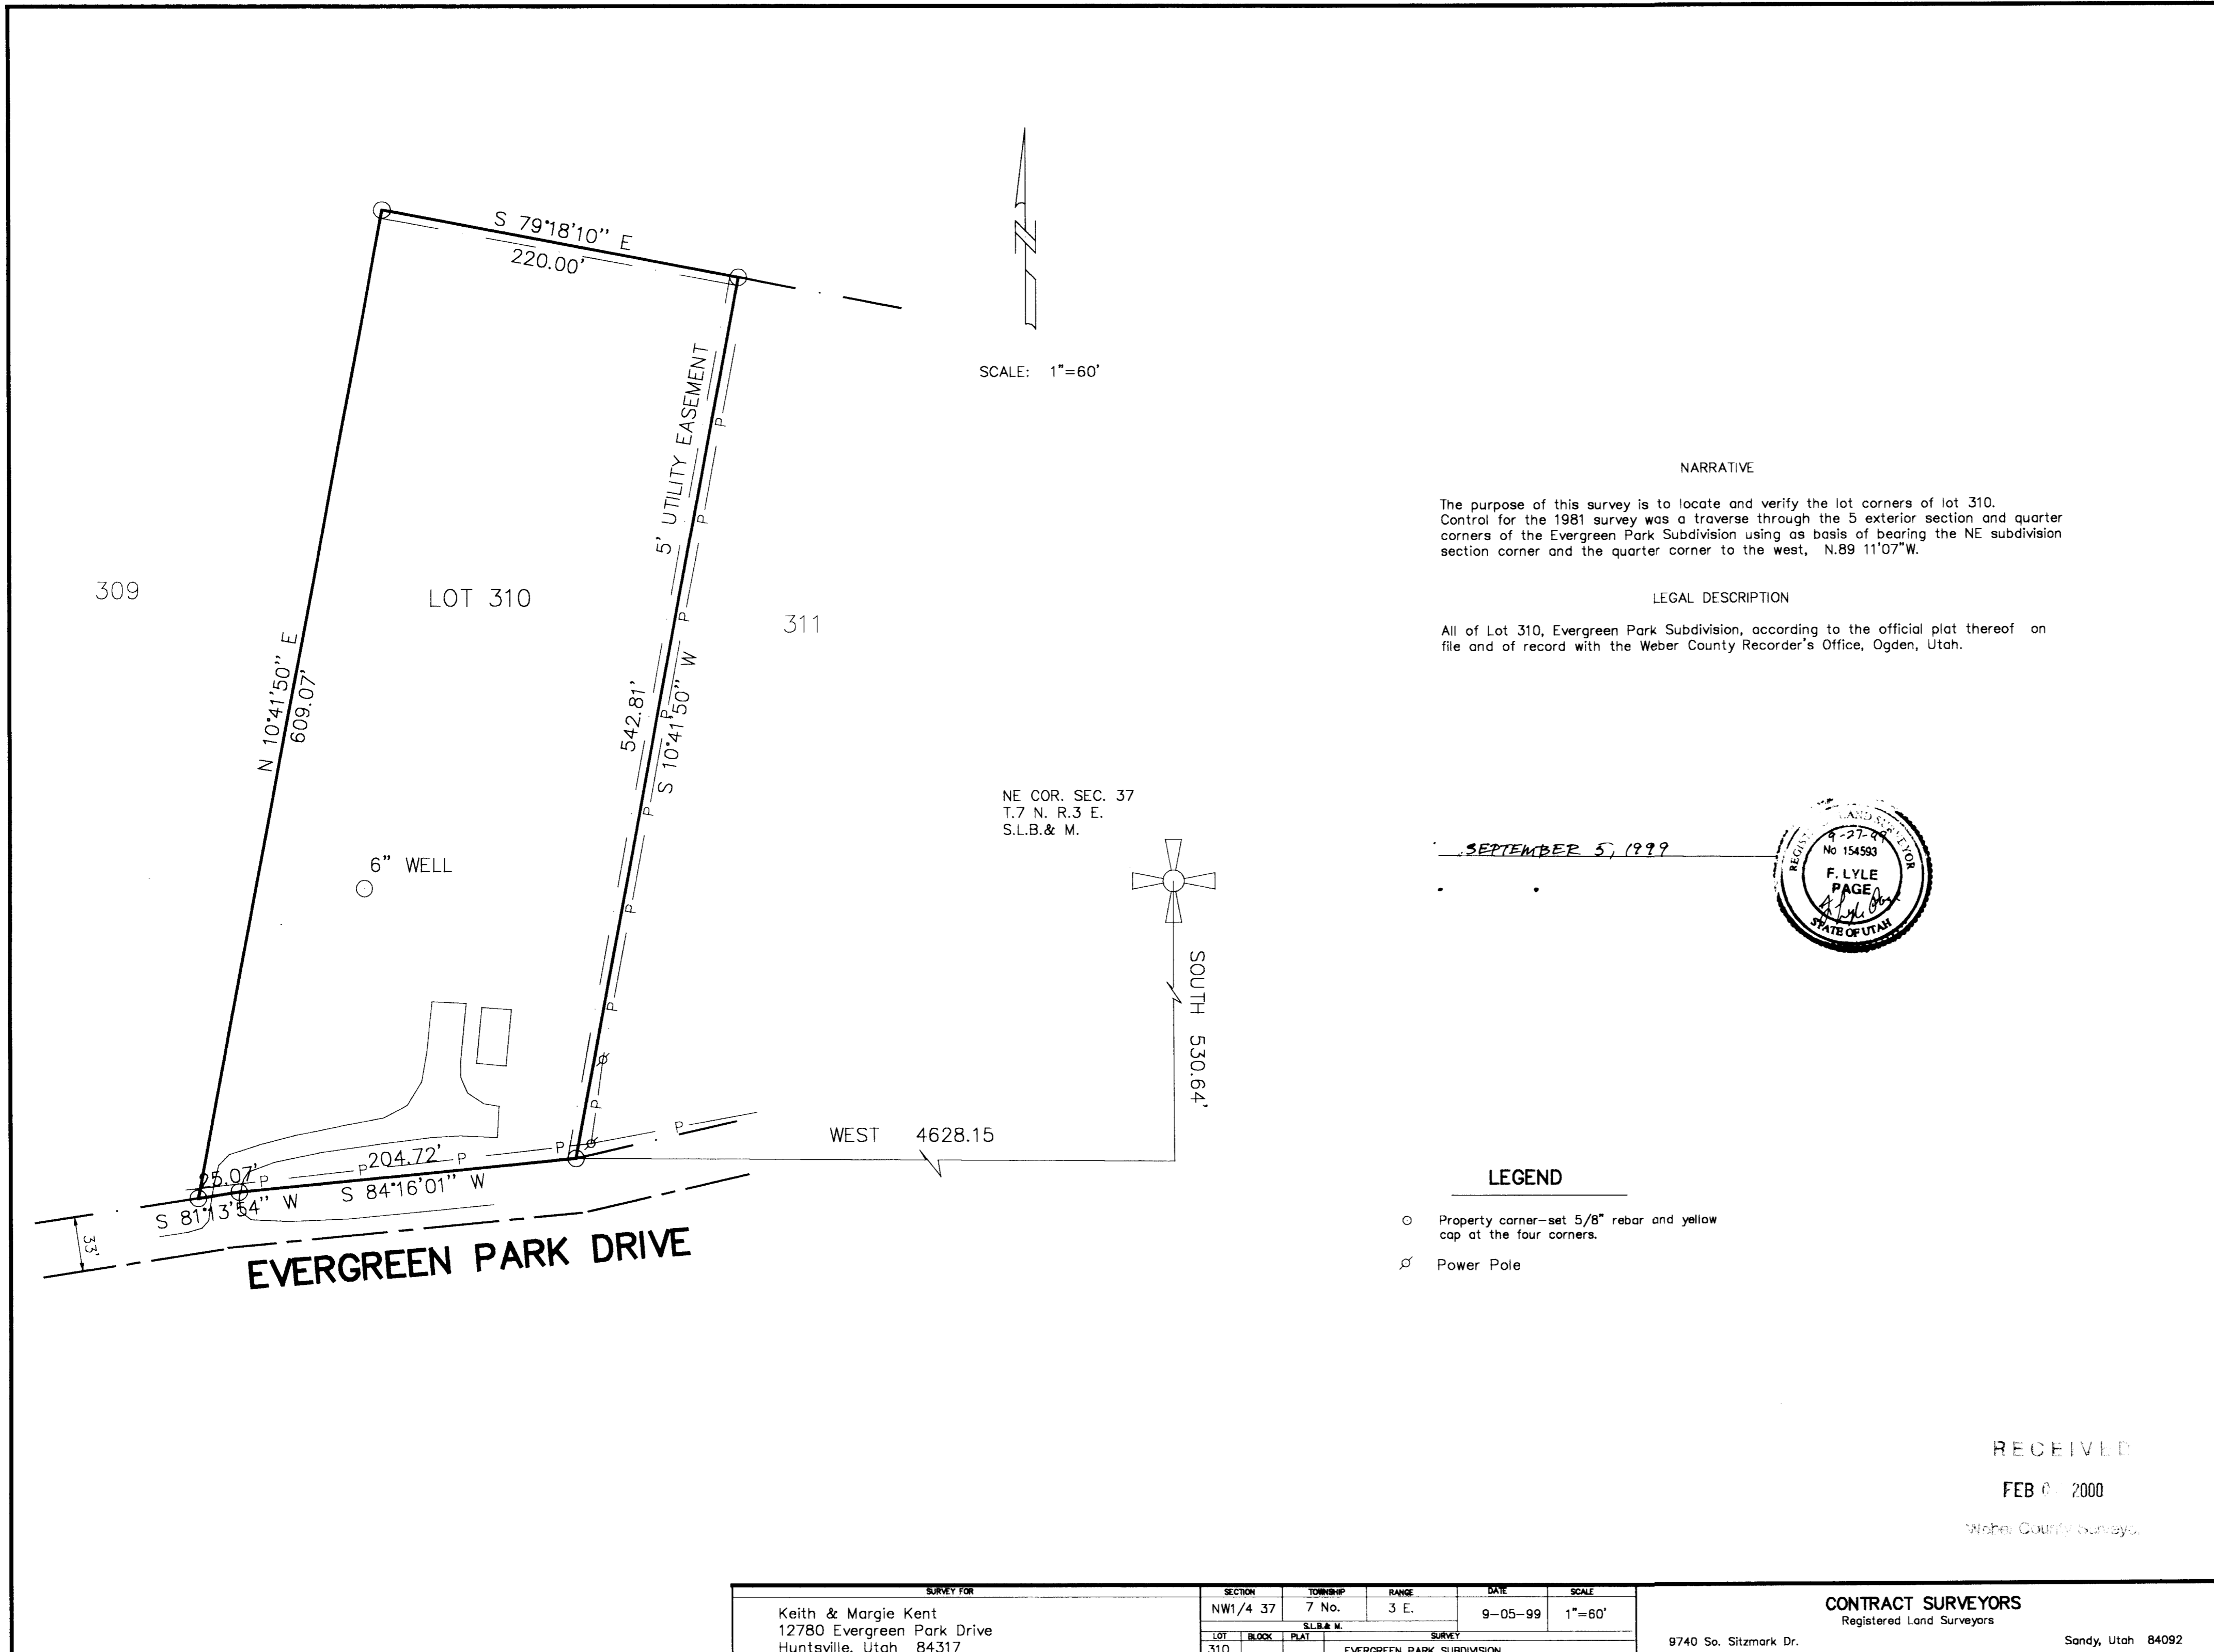 S 79°18'10" E
220.00'
SCALE: 1"=60'
5' UTILITY EASEMENT
P
P
P
P
P
P
P
P
309
LOT 310
311
N 10°41'50" E
609.07'
542.81'
S 10°41'50" W
6" WELL
NE COR. SEC. 37
T.7 N. R.3 E.
S.L.B.& M.
SOUTH 530.64'
WEST 4628.15
P
P
P
P
P
204.72'
25.07'
S 84°16'01" W
S 81°13'54" W
33'
EVERGREEN PARK DRIVE
NARRATIVE
The purpose of this survey is to locate and verify the lot corners of lot 310.
Control for the 1981 survey was a traverse through the 5 exterior section and quarter
corners of the Evergreen Park Subdivision using as basis of bearing the NE subdivision
section corner and the quarter corner to the west, N.89 11'07"W.
LEGAL DESCRIPTION
All of Lot 310, Evergreen Park Subdivision, according to the official plat thereof on
file and of record with the Weber County Recorder's Office, Ogden, Utah.
SEPTEMBER 5, 1999
LAND SURVEYOR
9-27-99
No 154593
F. LYLE
PAGE
STATE OF UTAH
LEGEND
Property corner-set 5/8" rebar and yellow
cap at the four corners.
Power Pole
RECEIVED
FEB 2000
Weber County Surveyor
SURVEY FOR
Keith & Margie Kent
12780 Evergreen Park Drive
Huntsville, Utah 84317
SECTION TOWNSHIP RANGE DATE SCALE
NW1/4 37 7 No. 3 E. 9-05-99 1"=60'
S.L.B.& M.
LOT BLOCK PLAT SURVEY
310 EVERGREEN PARK SUBDIVISION
CONTRACT SURVEYORS
Registered Land Surveyors
9740 So. Sitzmark Dr. Sandy, Utah 84092